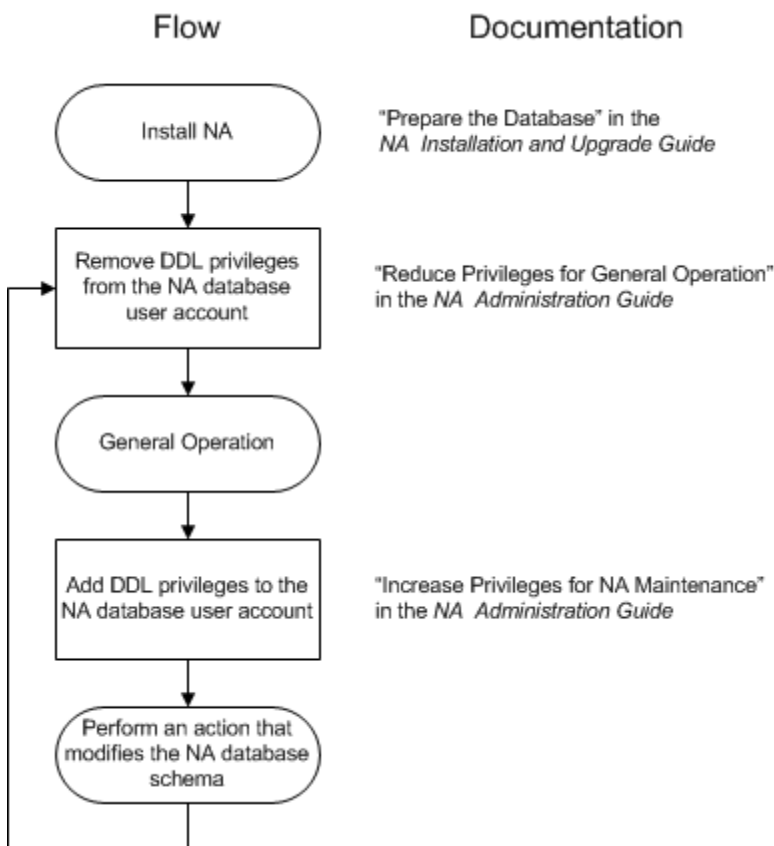 Flow
Documentation
Install NA
"Prepare the Database" in the
NA Installation and Upgrade Guide
Remove DDL privileges
from the NA database
user account
"Reduce Privileges for General Operation"
in the NA Administration Guide
General Operation
Add DDL privileges to the
NA database user account
"Increase Privileges for NA Maintenance"
in the NA Administration Guide
Perform an action that
modifies the NA database
schema